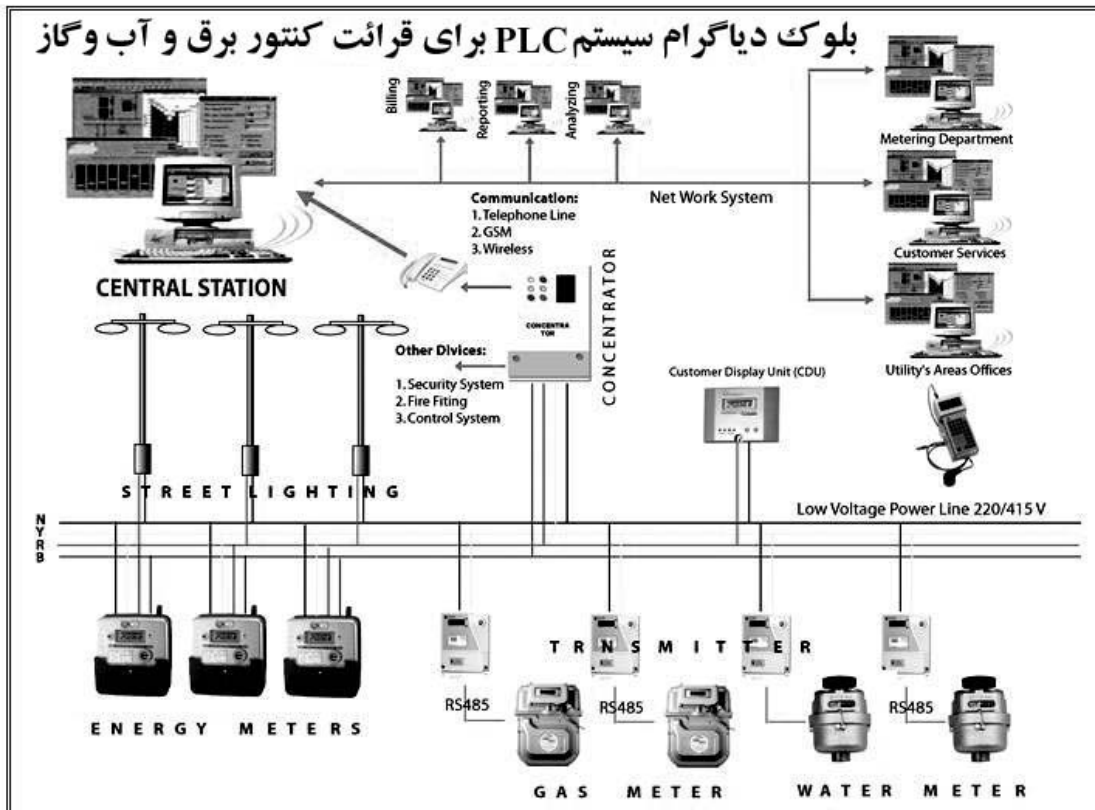 بلوک دیاگرام سیستم PLC برای قرائت کنتور برق و آب وگاز
Billing
Reporting
Analyzing
Metering Department
Net Work System
Customer Services
Utility's Areas Offices
Communication:
1. Telephone Line
2. GSM
3. Wireless
CENTRAL STATION
CONCENTRA
TOR
CONCENTRATOR
Other Divices:
1. Security System
2. Fire Fiting
3. Control System
Customer Display Unit (CDU)
STREET LIGHTING
Low Voltage Power Line 220/415 V
N
Y
R
B
TRNSMITTER
RS485
RS485
RS485
ENERGY METERS
GAS METER
WATER METER